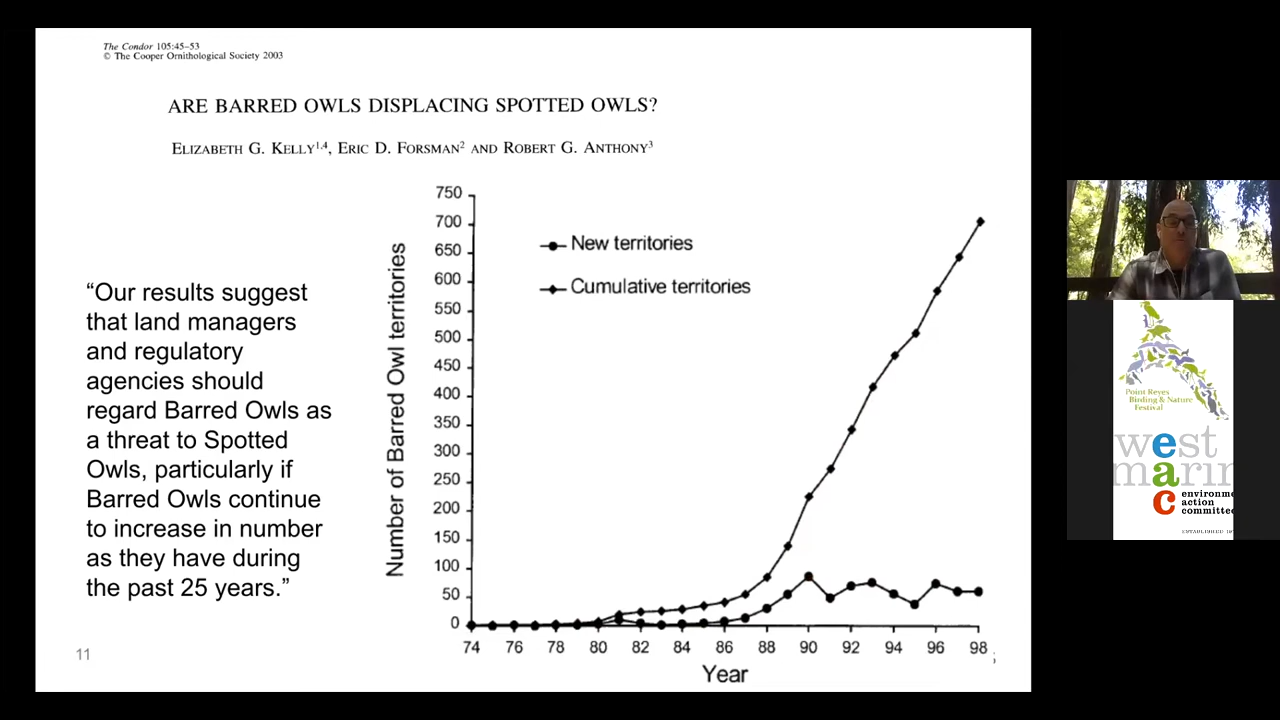 The Condor 105:45–53
© The Cooper Ornithological Society 2003
ARE BARRED OWLS DISPLACING SPOTTED OWLS?
ELIZABETH G. KELLY1,4, ERIC D. FORSMAN2 AND ROBERT G. ANTHONY3
“Our results suggest
that land managers
and regulatory
agencies should
regard Barred Owls as
a threat to Spotted
Owls, particularly if
Barred Owls continue
to increase in number
as they have during
the past 25 years.”
11
Number of Barred Owl territories
750
700
650
600
550
500
450
400
350
300
250
200
150
100
50
0
New territories
Cumulative territories
74 76 78 80 82 84 86 88 90 92 94 96 98
Year
Point Reyes
Birding & Nature
Festival
west
marin
eac
environme
action
committee
ESTABLISHED 19